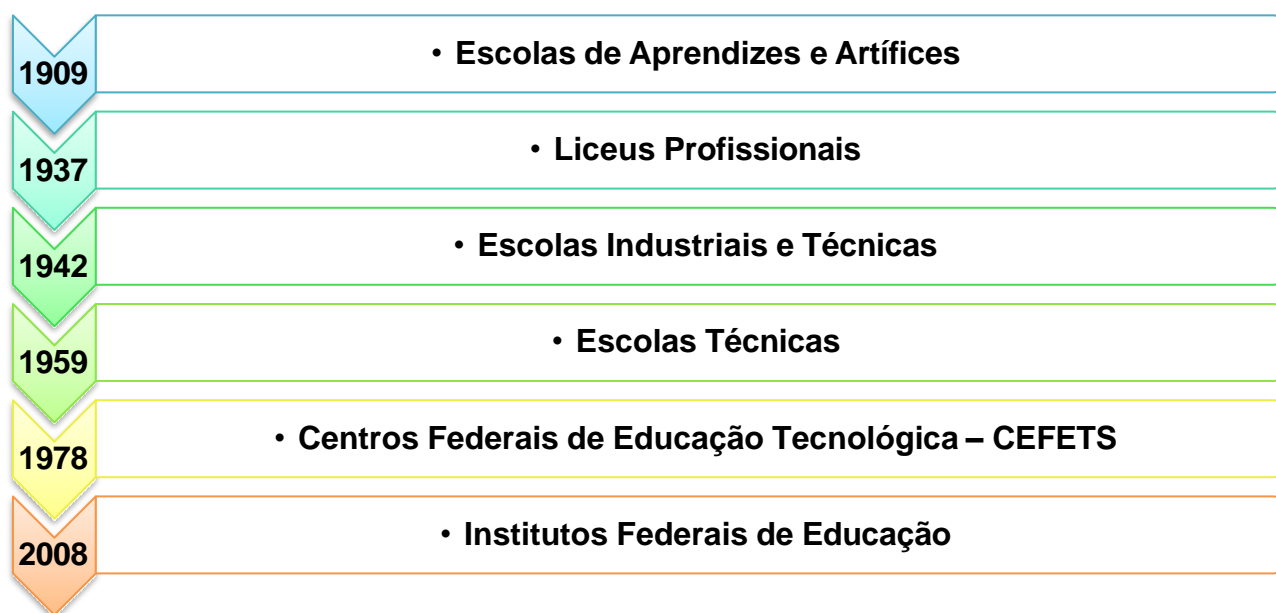 1909
• Escolas de Aprendizes e Artífices
1937
• Liceus Profissionais
1942
• Escolas Industriais e Técnicas
1959
• Escolas Técnicas
1978
• Centros Federais de Educação Tecnológica – CEFETS
2008
• Institutos Federais de Educação